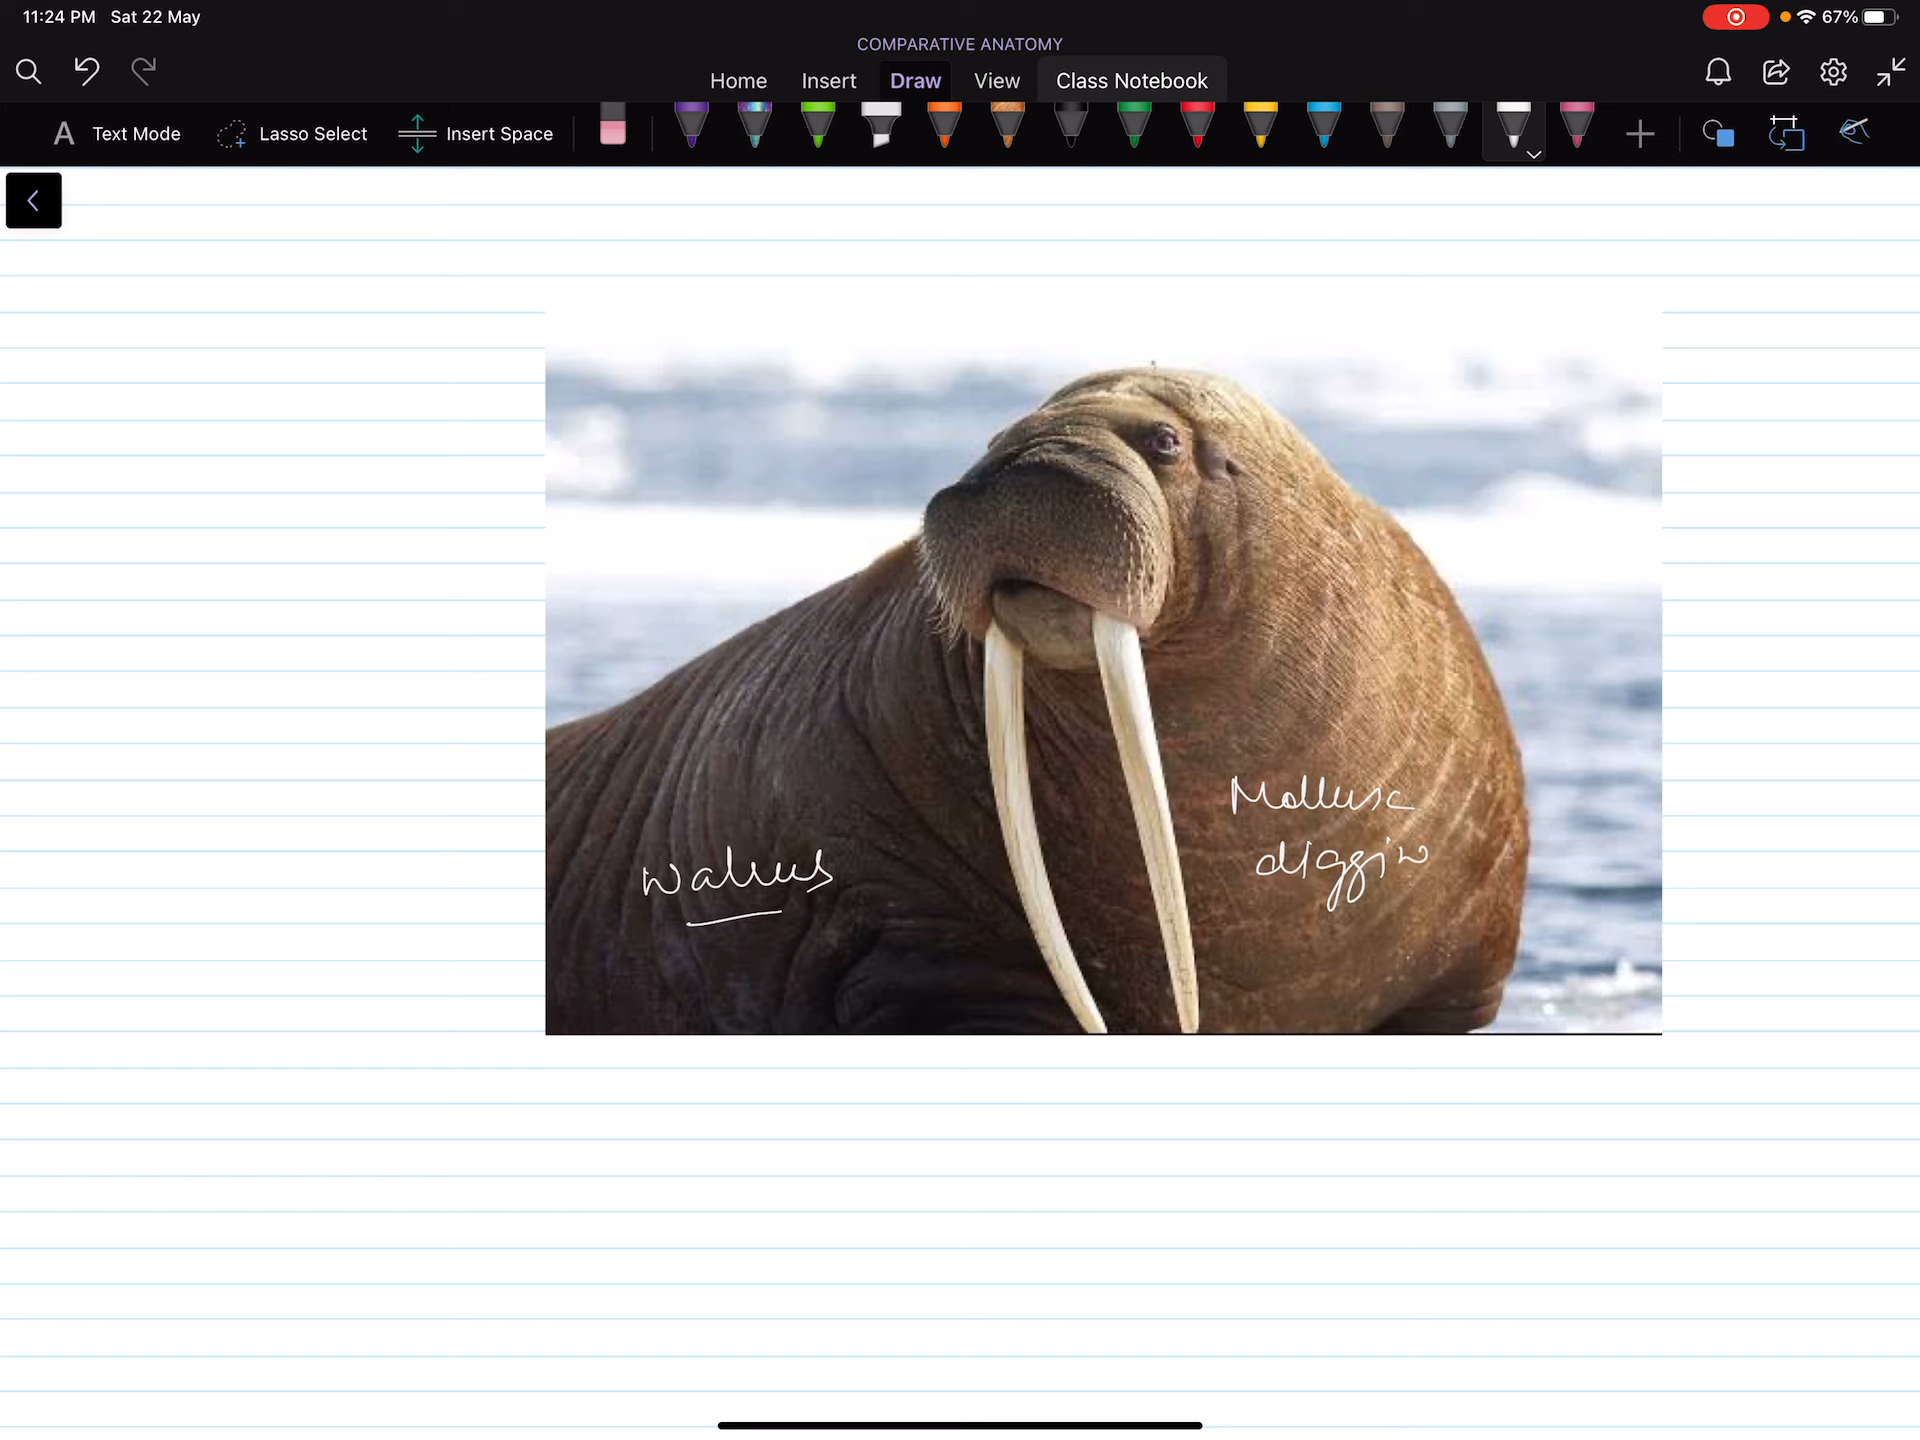 11:24 PM Sat 22 May
67%
COMPARATIVE ANATOMY
Home Insert Draw View Class Notebook
A Text Mode Lasso Select Insert Space
Mollusc
diggin
Walrus